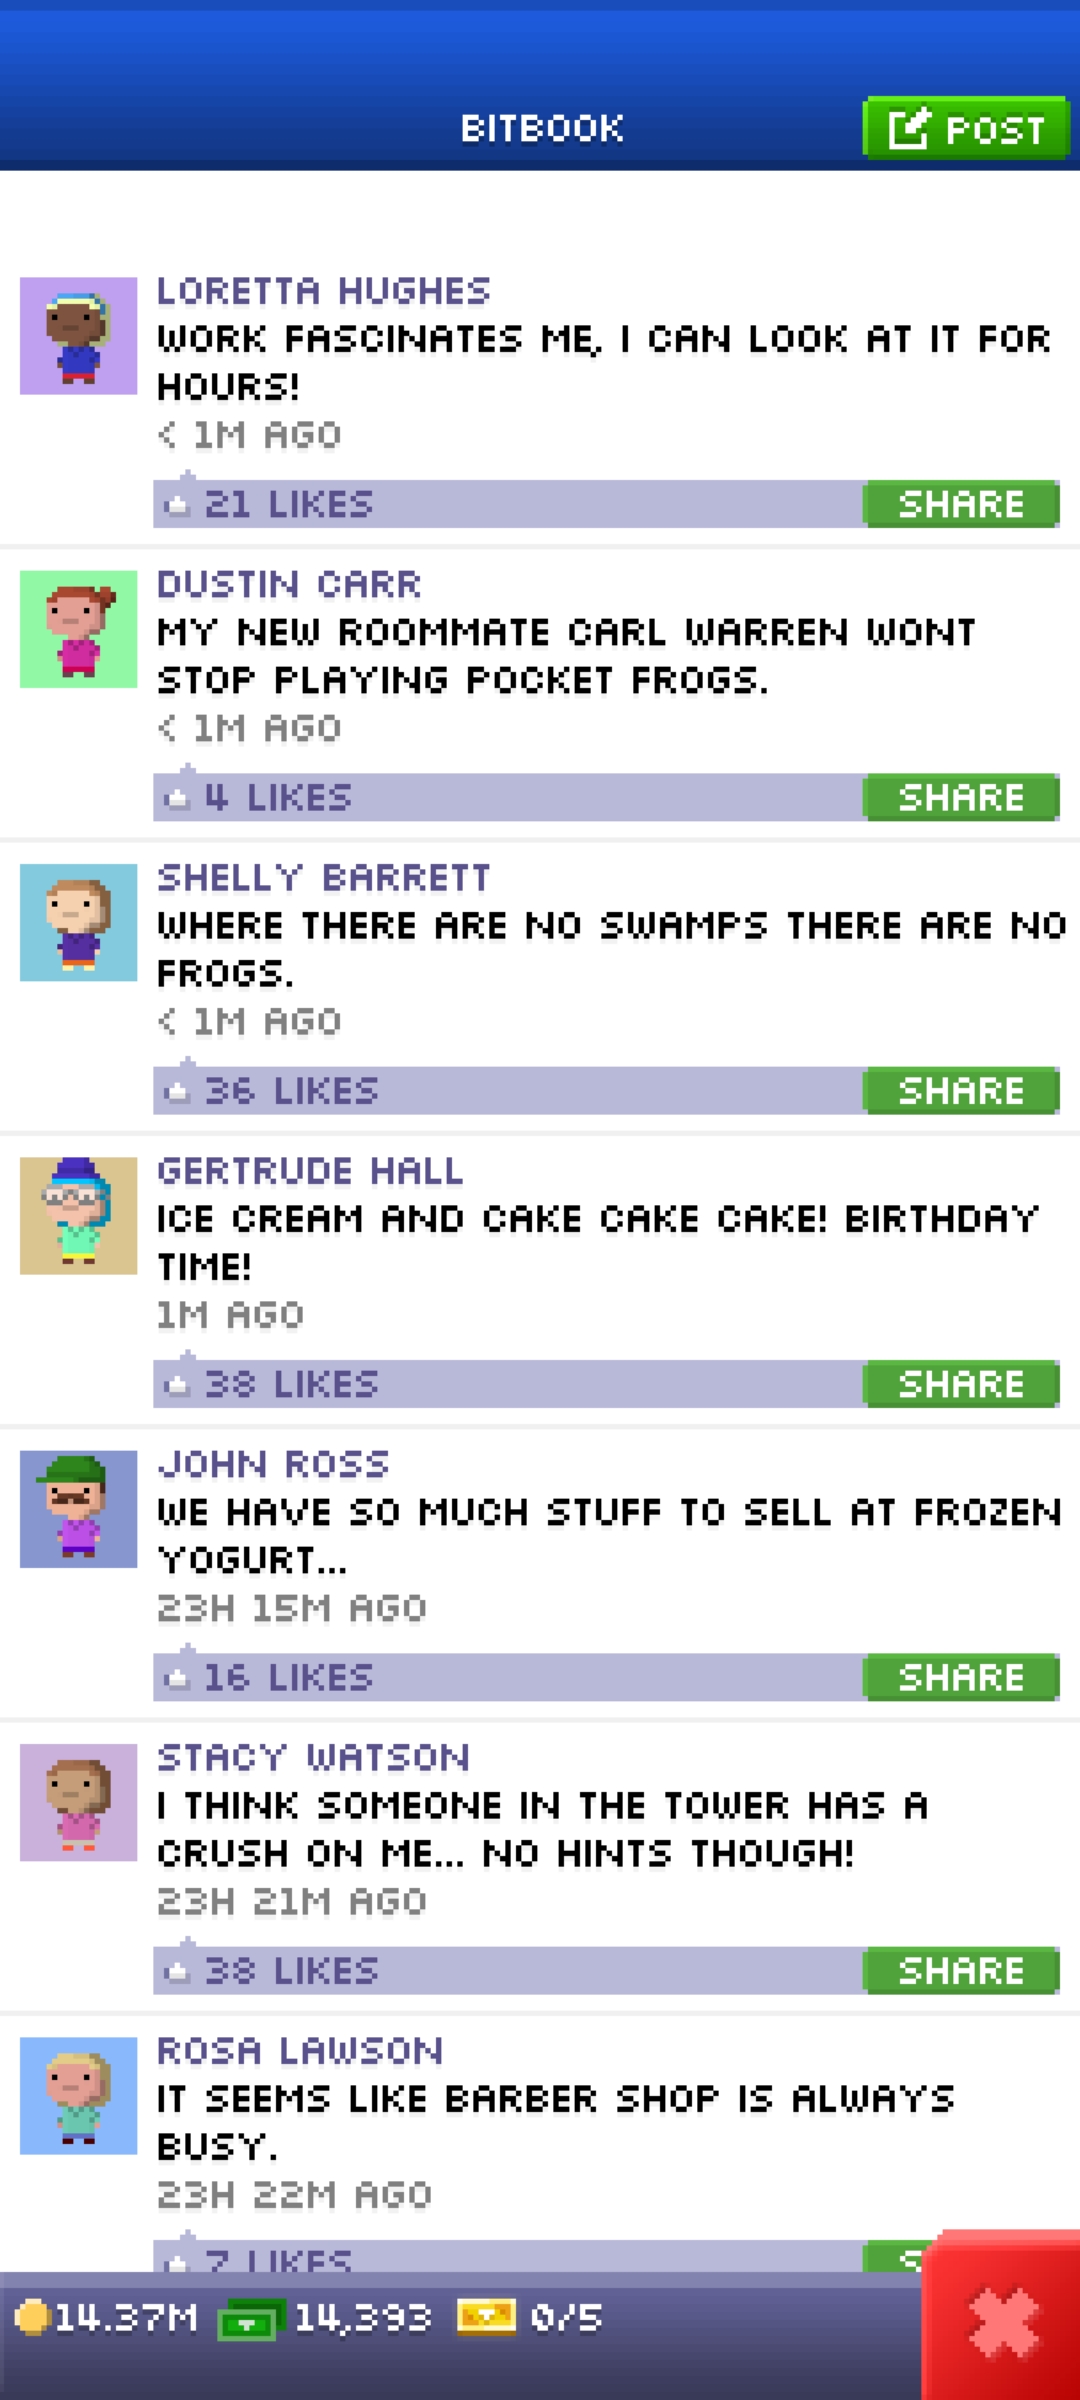 BITBOOK
POST
LORETTA HUGHES
WORK FASCINATES ME, I CAN LOOK AT IT FOR
HOURS!
< 1M AGO
21 LIKES
SHARE
DUSTIN CARR
MY NEW ROOMMATE CARL WARREN WONT
STOP PLAYING POCKET FROGS.
< 1M AGO
4 LIKES
SHARE
SHELLY BARRETT
WHERE THERE ARE NO SWAMPS THERE ARE NO
FROGS.
< 1M AGO
36 LIKES
SHARE
GERTRUDE HALL
ICE CREAM AND CAKE CAKE CAKE! BIRTHDAY
TIME!
1M AGO
38 LIKES
SHARE
JOHN ROSS
WE HAVE SO MUCH STUFF TO SELL AT FROZEN
YOGURT...
23H 15M AGO
16 LIKES
SHARE
STACY WATSON
I THINK SOMEONE IN THE TOWER HAS A
CRUSH ON ME... NO HINTS THOUGH!
23H 21M AGO
38 LIKES
SHARE
ROSA LAWSON
IT SEEMS LIKE BARBER SHOP IS ALWAYS
BUSY.
23H 22M AGO
7 LIKES
14.37M 14,393 0/5